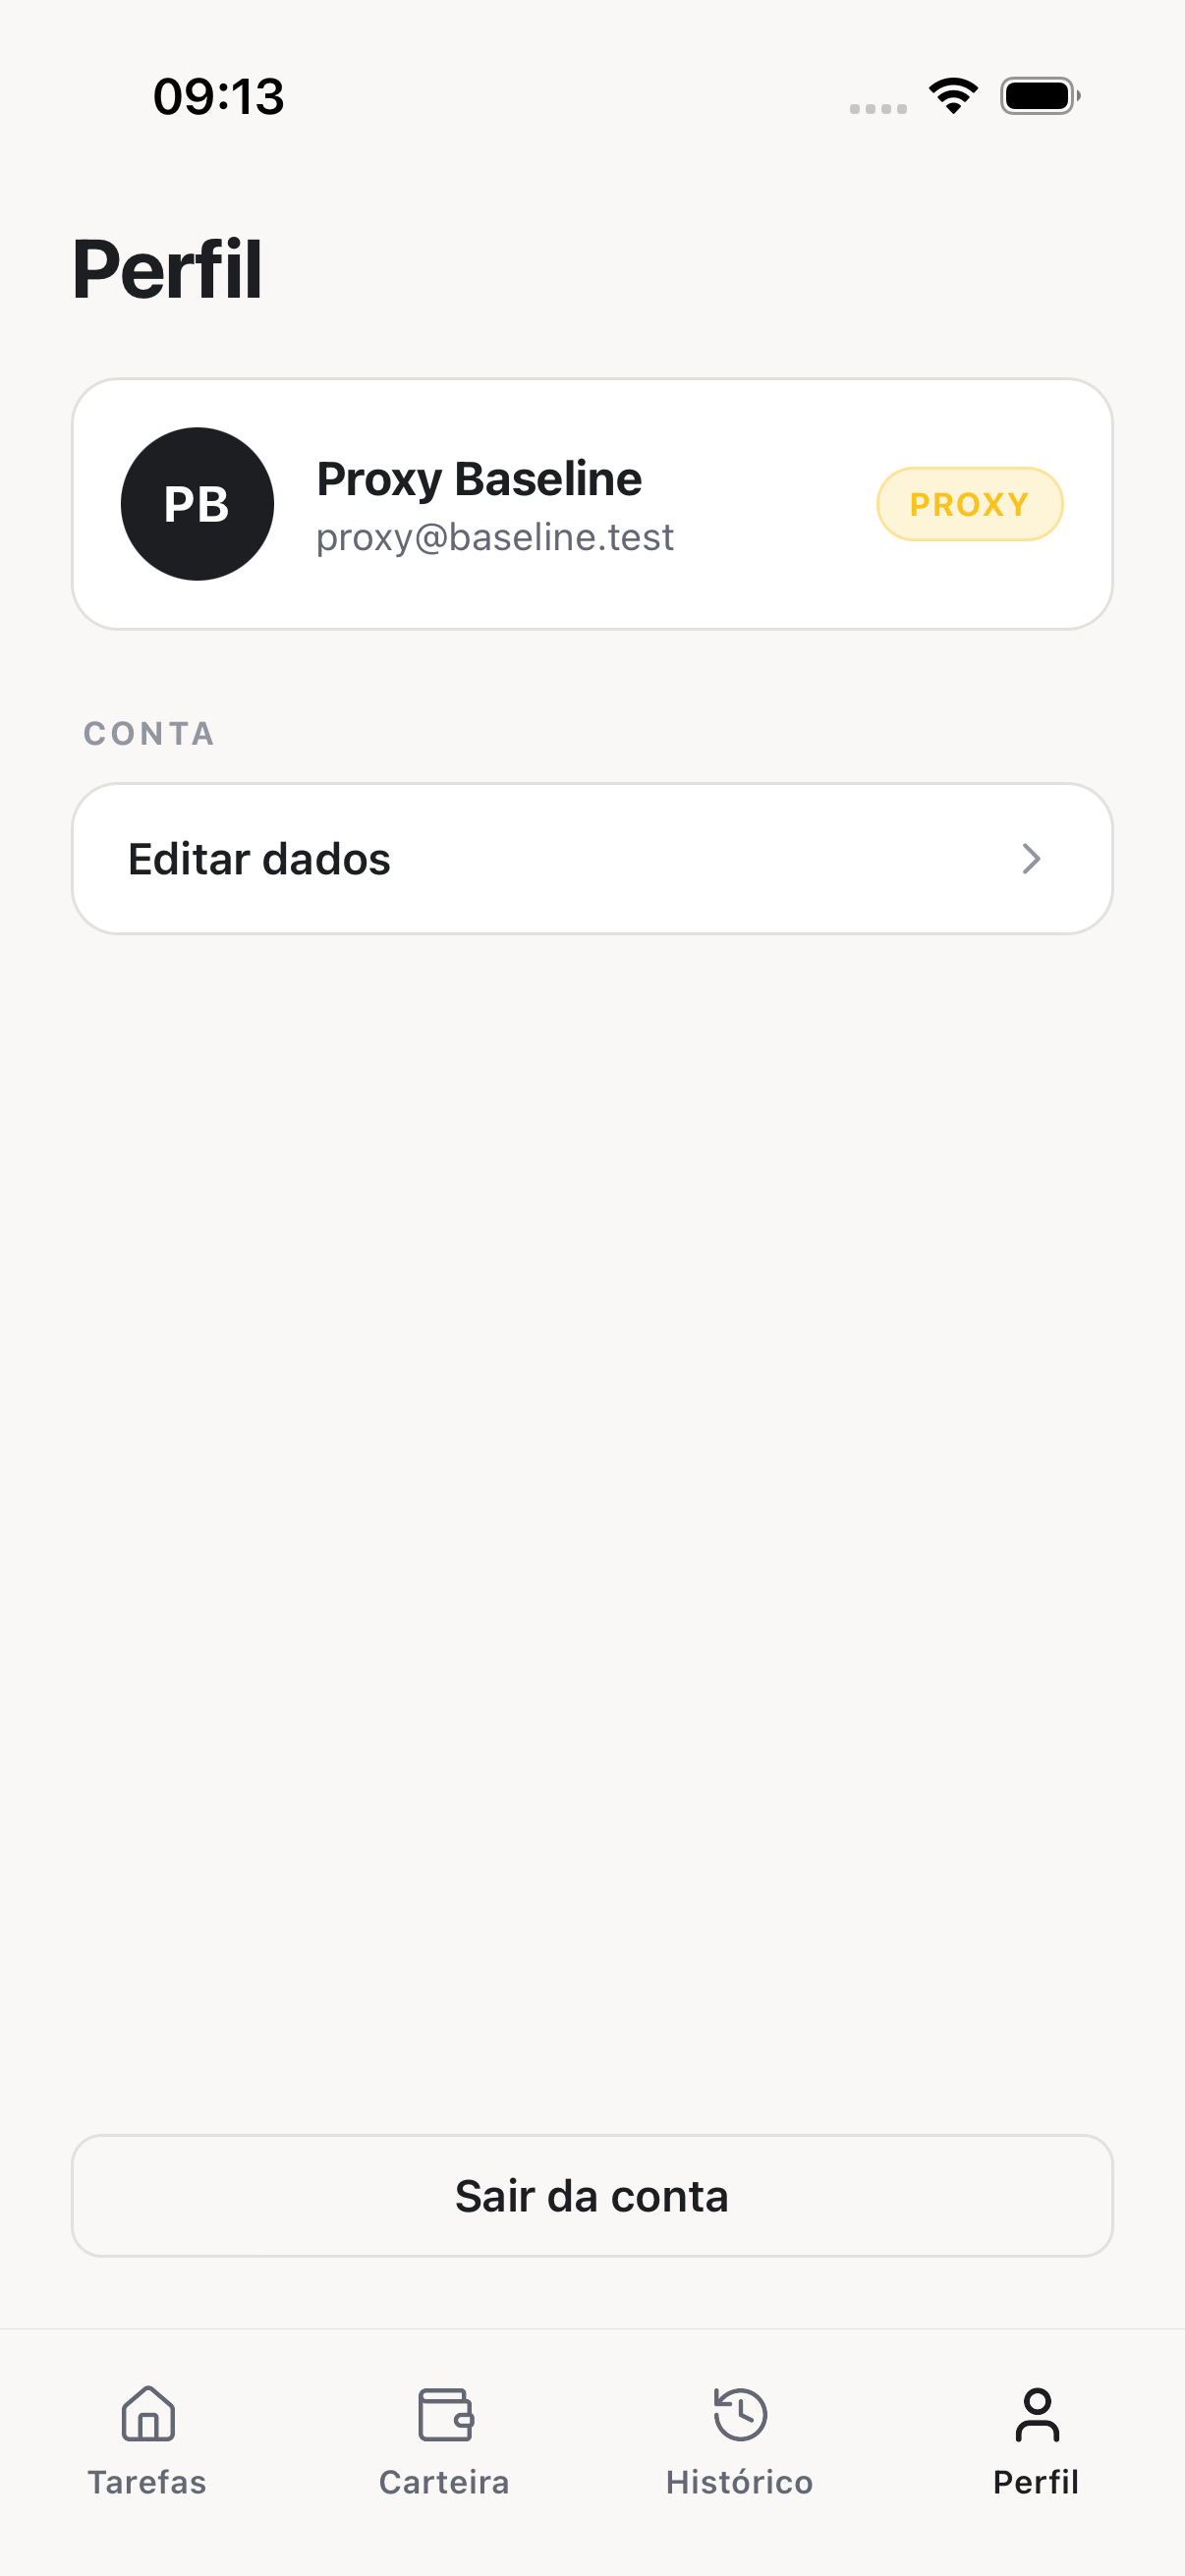 09:13
Perfil
PB
Proxy Baseline
proxy@baseline.test
PROXY
CONTA
Editar dados
Sair da conta
Tarefas
Carteira
Histórico
Perfil